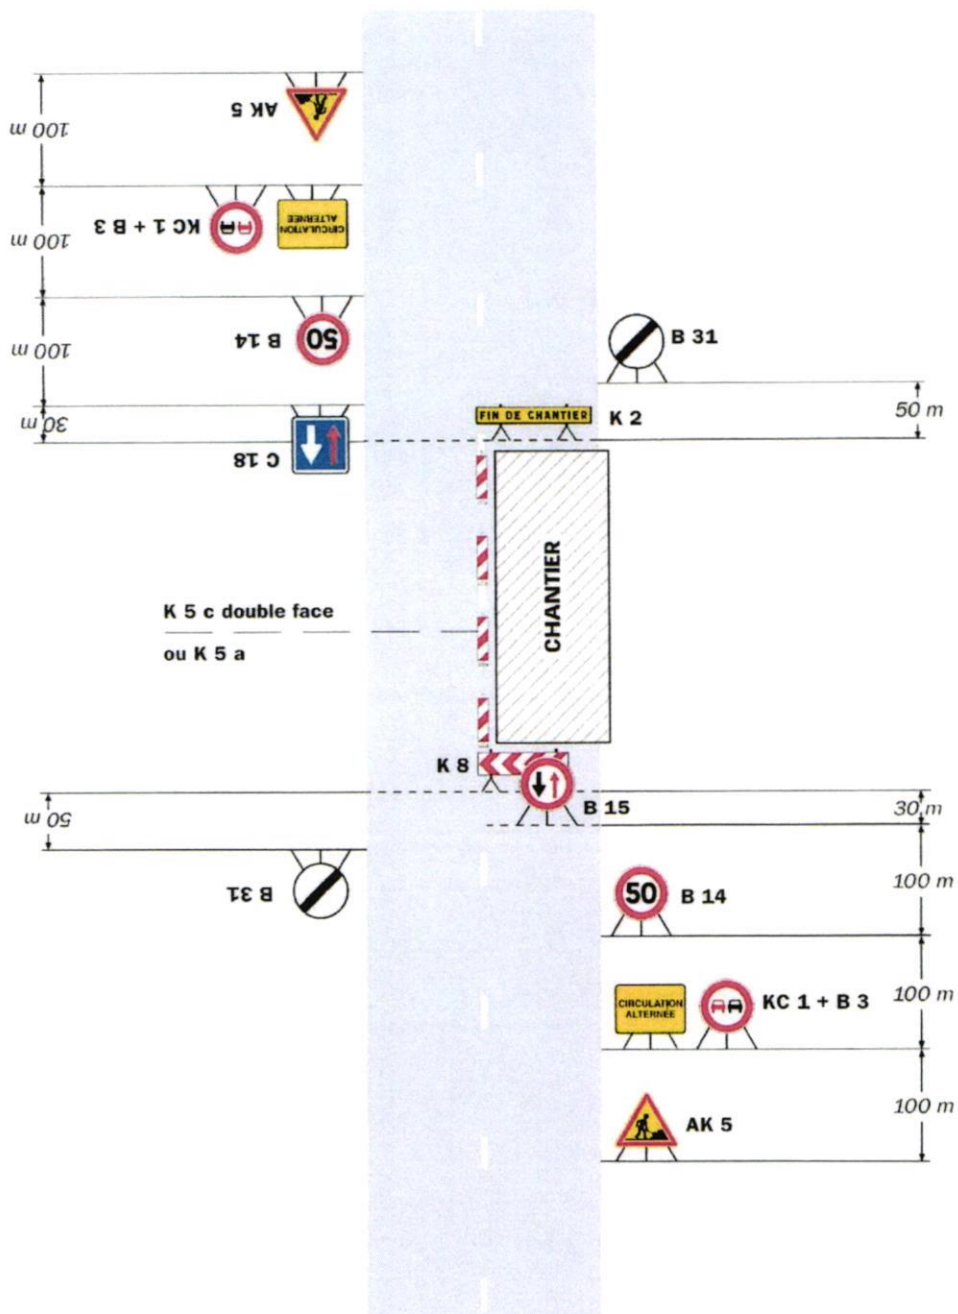 AK 5
100 m
KC 1 + B 3
CIRCULATION
ALTERNÉE
100 m
B 14
50
100 m
C 18
30 m
B 31
50 m
FIN DE CHANTIER
K 2
CHANTIER
K 5 c double face
ou K 5 a
K 8
B 15
30 m
50 m
B 31
50
B 14
100 m
CIRCULATION
ALTERNÉE
KC 1 + B 3
100 m
AK 5
100 m